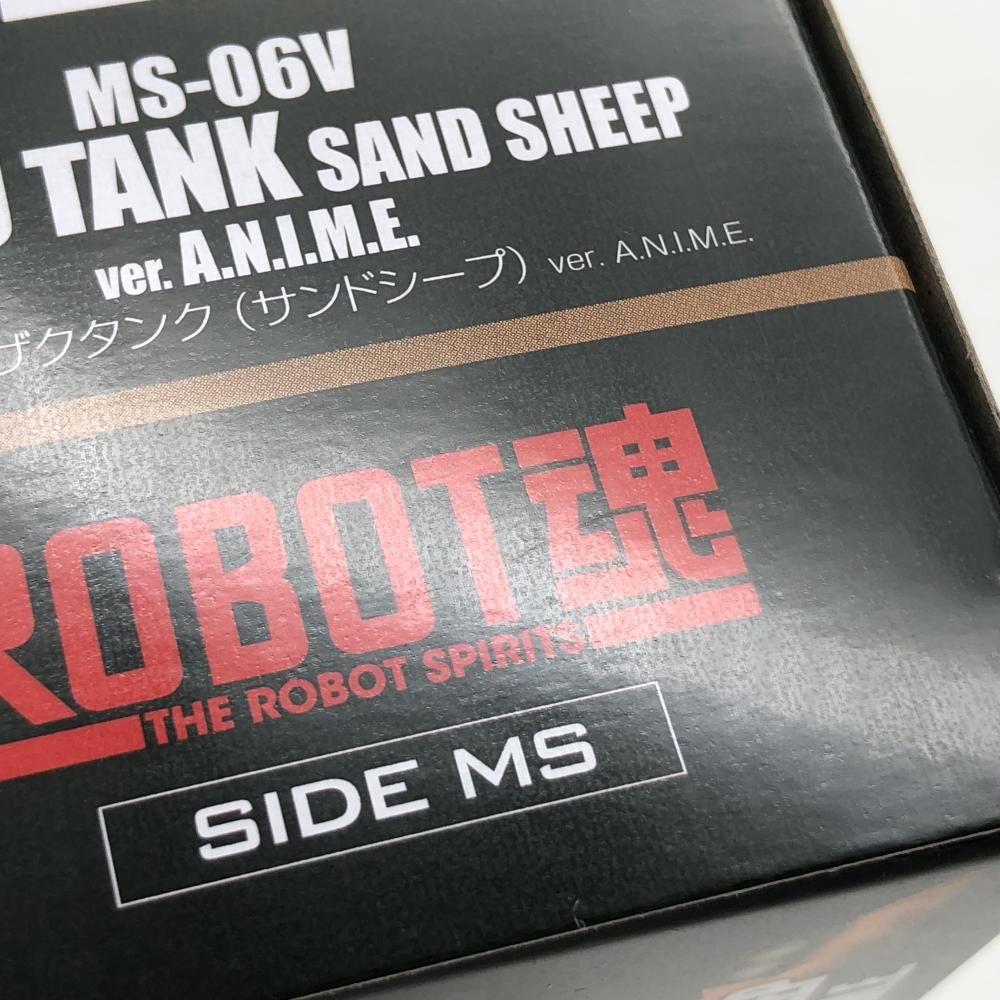 MS-06V
TANK SAND SHEEP
ver. A.N.I.M.E.
ザクタンク（サンドシープ） ver. A.N.I.M.E.
ROBOT魂
THE ROBOT SPIRITS
SIDE MS